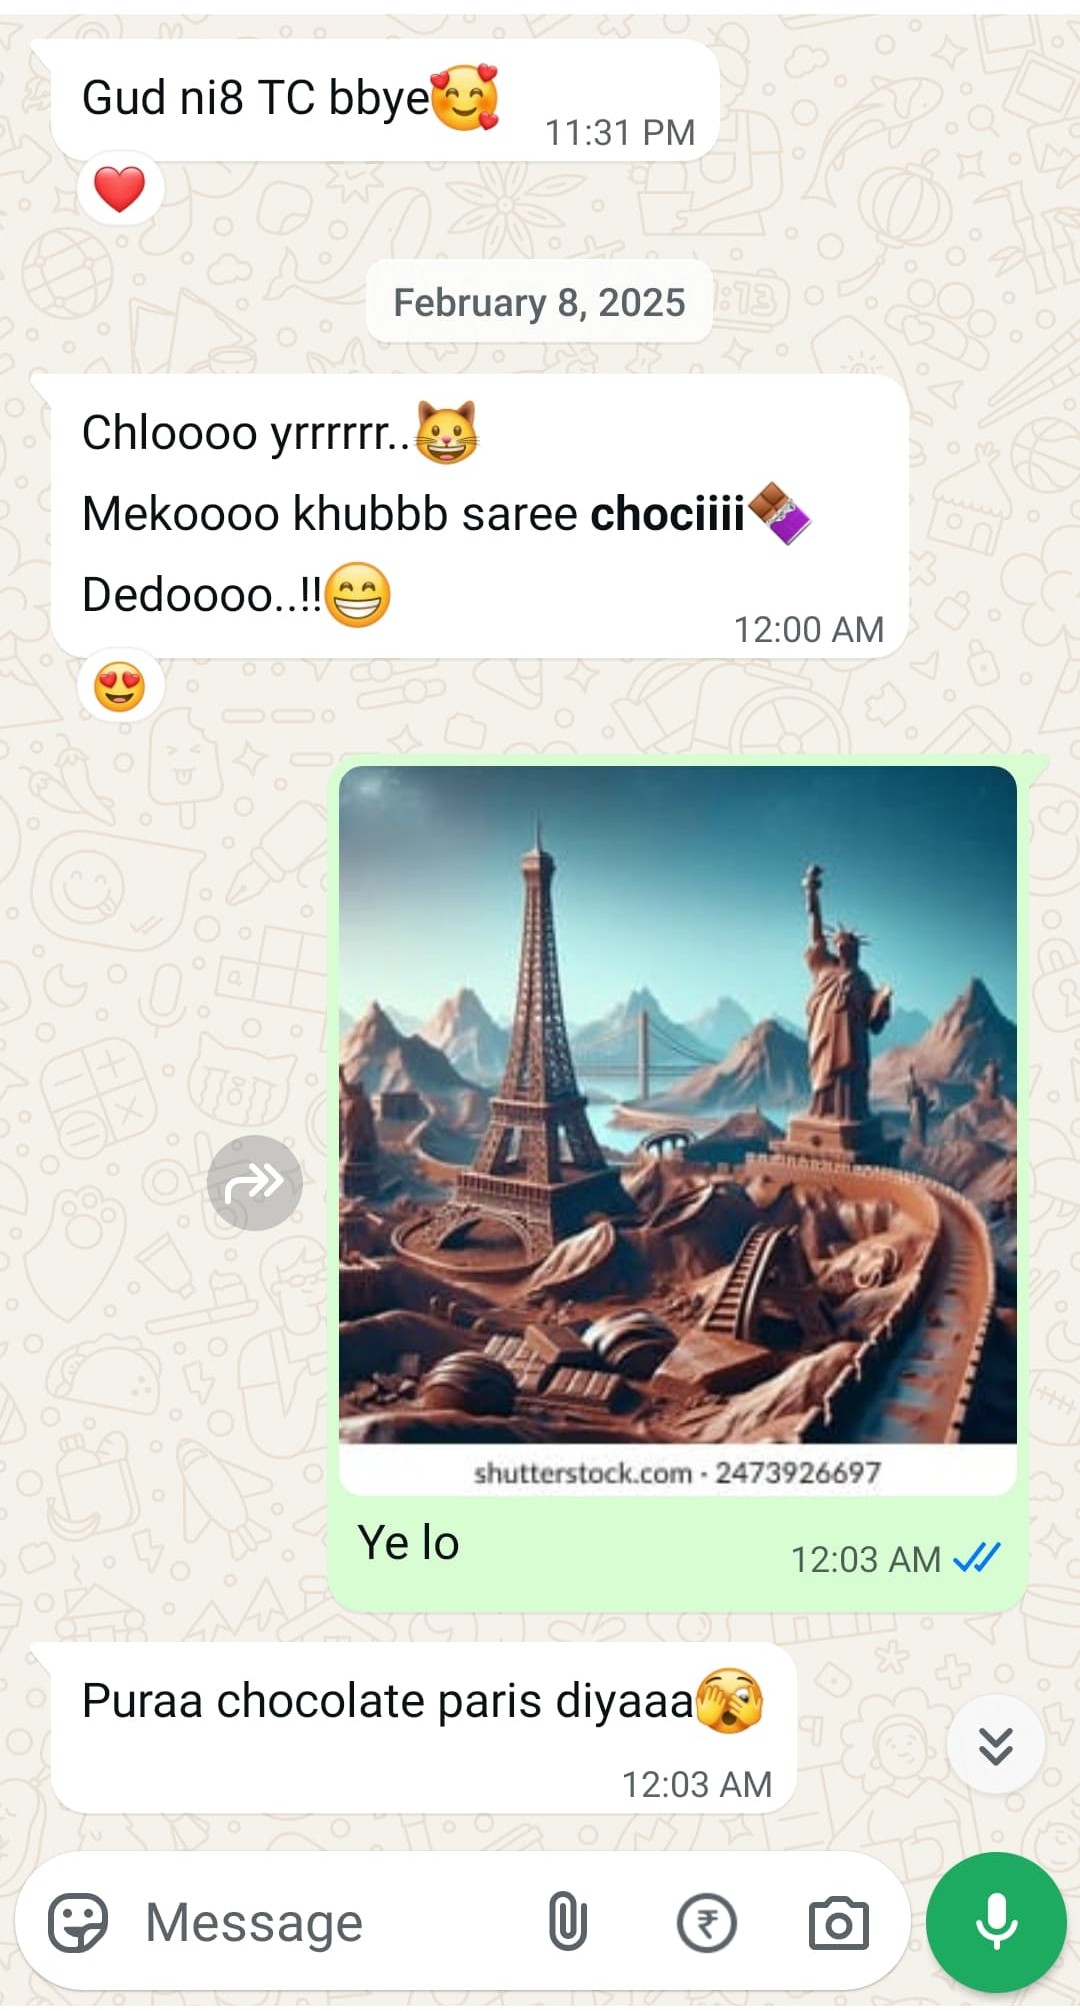 Gud ni8 TC bbye🥰
11:31 PM
❤️
February 8, 2025
Chloooo yrrrrrr..😺
Mekoooo khubbb saree chociiii🍫
Dedoooo..!!😁
12:00 AM
😍
shutterstock.com · 2473926697
Ye lo
12:03 AM
Puraa chocolate paris diyaaa🫣
12:03 AM
Message